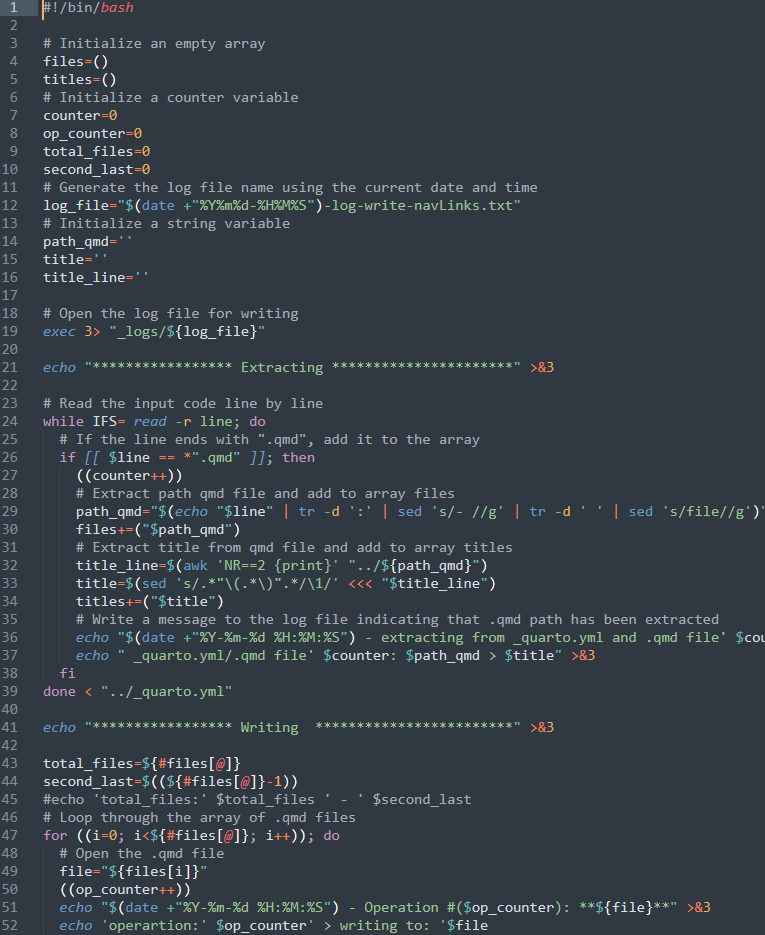 1 #!/bin/bash
2
3 # Initialize an empty array
4 files=()
5 titles=()
6 # Initialize a counter variable
7 counter=0
8 op_counter=0
9 total_files=0
10 second_last=0
11 # Generate the log file name using the current date and time
12 log_file="$(date +"%Y%m%d-%H%M%S")-log-write-navLinks.txt"
13 # Initialize a string variable
14 path_qmd=''
15 title=''
16 title_line=''
17
18 # Open the log file for writing
19 exec 3> "_logs/${log_file}"
20
21 echo "***************** Extracting **********************" >&3
22
23 # Read the input code line by line
24 while IFS= read -r line; do
25 # If the line ends with ".qmd", add it to the array
26 if [[ $line == *".qmd" ]]; then
27 ((counter++))
28 # Extract path qmd file and add to array files
29 path_qmd="$(echo "$line" | tr -d ':' | sed 's/- //g' | tr -d ' ' | sed 's/file//g')"
30 files+=("$path_qmd")
31 # Extract title from qmd file and add to array titles
32 title_line=$(awk 'NR==2 {print}' "../${path_qmd}")
33 title=$(sed 's/.*"\(.*\)".*/\1/' <<< "$title_line")
34 titles+=("$title")
35 # Write a message to the log file indicating that .qmd path has been extracted
36 echo "$(date +"%Y-%m-%d %H:%M:%S") - extracting from _quarto.yml and .qmd file' $cou
37 echo " _quarto.yml/.qmd file' $counter: $path_qmd > $title" >&3
38 fi
39 done < "../_quarto.yml"
40
41 echo "***************** Writing  ************************" >&3
42
43 total_files=${#files[@]}
44 second_last=$((${#files[@]}-1))
45 #echo 'total_files:' $total_files ' - ' $second_last
46 # Loop through the array of .qmd files
47 for ((i=0; i<${#files[@]}; i++)); do
48 # Open the .qmd file
49 file="${files[i]}"
50 ((op_counter++))
51 echo "$(date +"%Y-%m-%d %H:%M:%S") - Operation #($op_counter): **${file}**" >&3
52 echo 'operartion:' $op_counter' > writing to: '$file